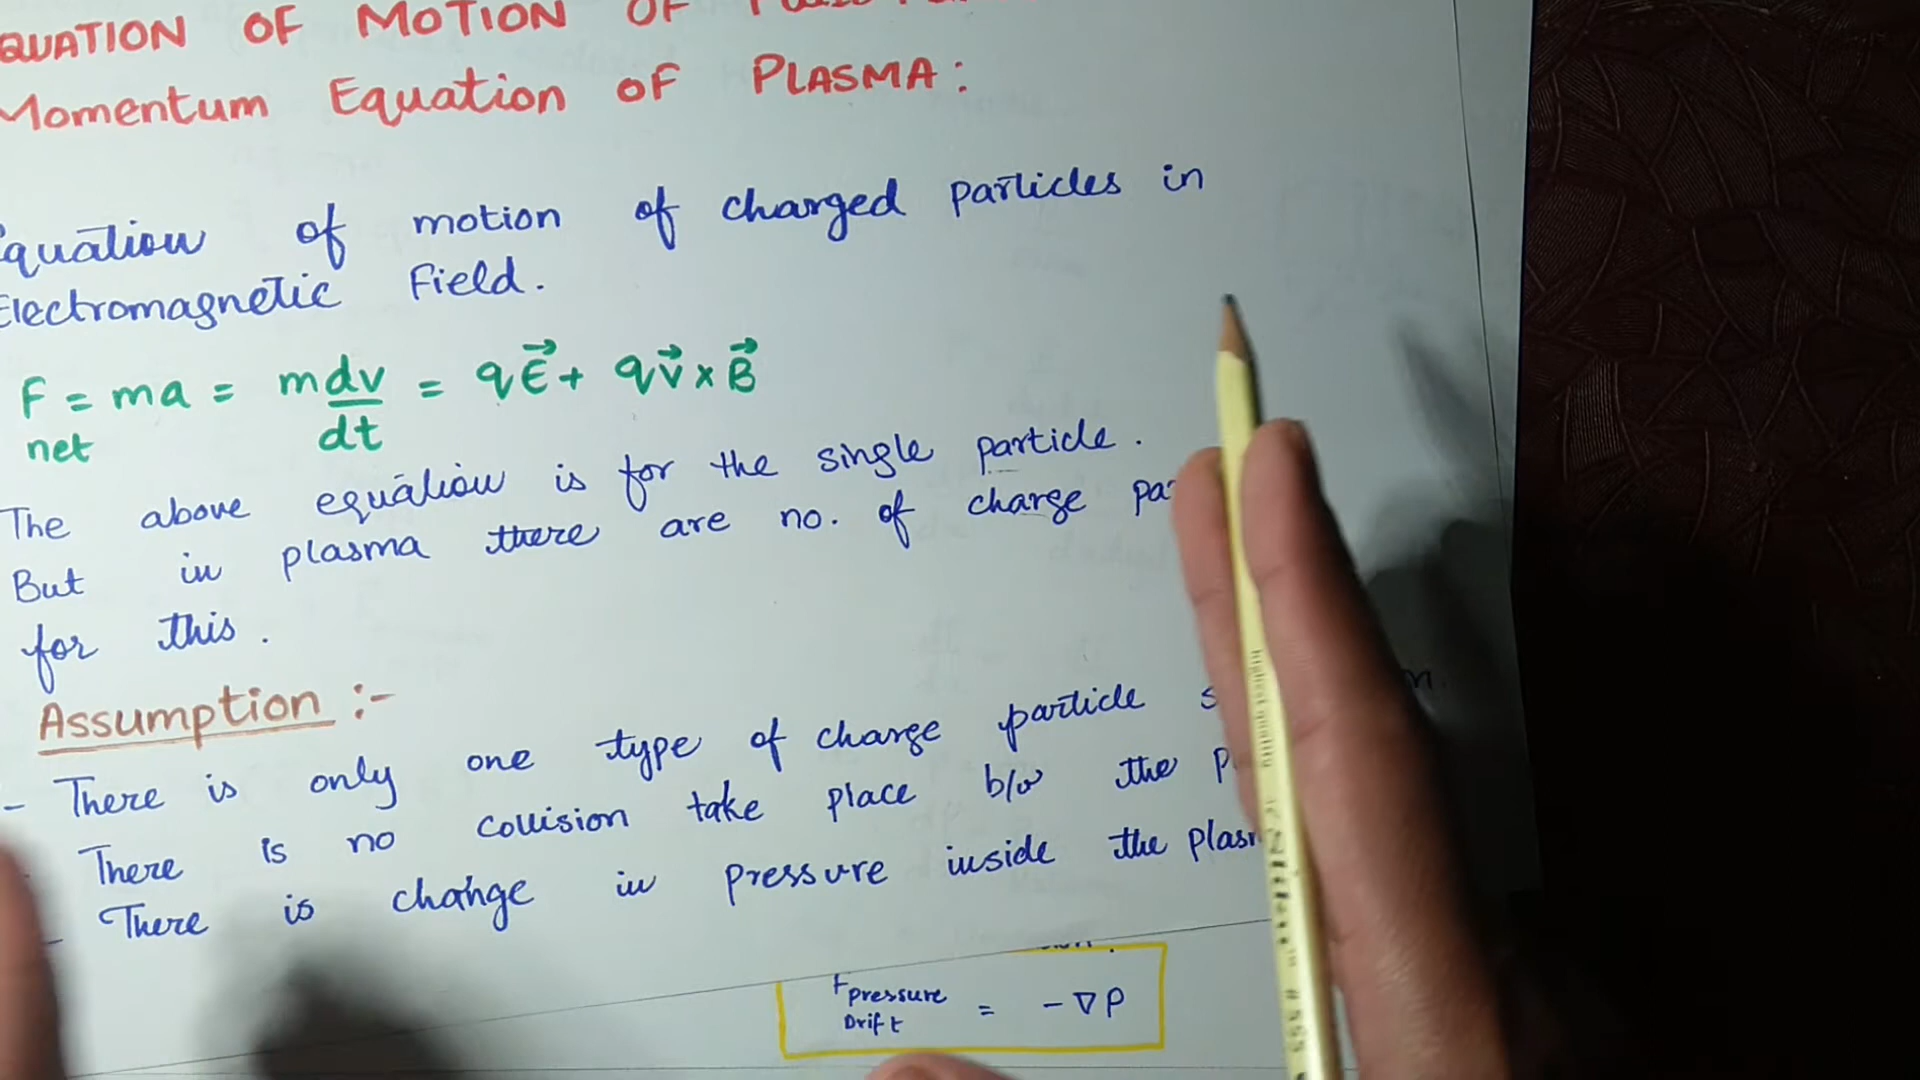 QUATION OF MOTION OF
Momentum Equation OF PLASMA:
Equation of motion of charged particles in
Electromagnetic Field.
F net = ma = mdv/dt = qE⃗ + qv⃗ × B⃗
The above equation is for the single particle.
But in plasma there are no. of charge
for this.
Assumption :-
- There is only one type of charge particle
There is no collision take place b/w the
- There is change in pressure inside the
F pressure Drift = -∇P